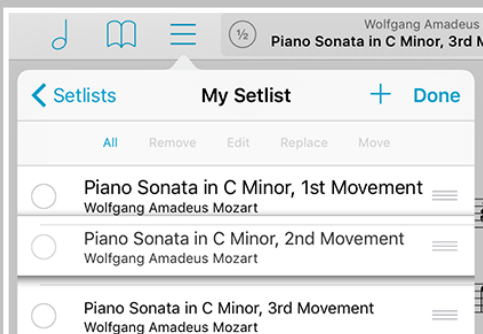 ½
Wolfgang Amadeus
Piano Sonata in C Minor, 3rd
Setlists
My Setlist
Done
All Remove Edit Replace Move
Piano Sonata in C Minor, 1st Movement
Wolfgang Amadeus Mozart
Piano Sonata in C Minor, 2nd Movement
Wolfgang Amadeus Mozart
Piano Sonata in C Minor, 3rd Movement
Wolfgang Amadeus Mozart